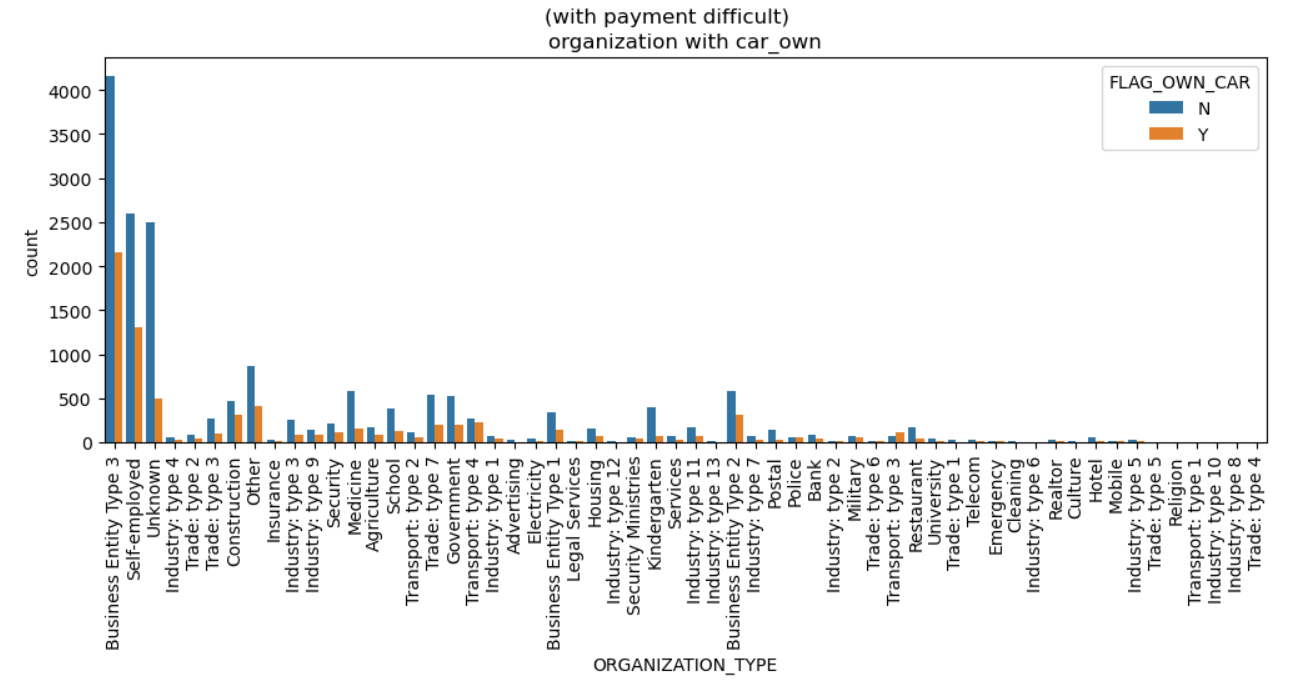 (with payment difficult)
organization with car_own
FLAG_OWN_CAR
N
Y
count
4000
3500
3000
2500
2000
1500
1000
500
0
Business Entity Type 3
Self-employed
Unknown
Industry: type 4
Trade: type 2
Trade: type 3
Construction
Other
Insurance
Industry: type 3
Industry: type 9
Security
Medicine
Agriculture
School
Transport: type 2
Trade: type 7
Government
Transport: type 4
Industry: type 1
Advertising
Electricity
Business Entity Type 1
Legal Services
Housing
Industry: type 12
Security Ministries
Kindergarten
Services
Industry: type 11
Industry: type 13
Business Entity Type 2
Industry: type 7
Postal
Police
Bank
Industry: type 2
Military
Trade: type 6
Transport: type 3
Restaurant
University
Trade: type 1
Telecom
Emergency
Cleaning
Industry: type 6
Realtor
Culture
Hotel
Mobile
Industry: type 5
Trade: type 5
Religion
Transport: type 1
Industry: type 10
Industry: type 8
Trade: type 4
ORGANIZATION_TYPE